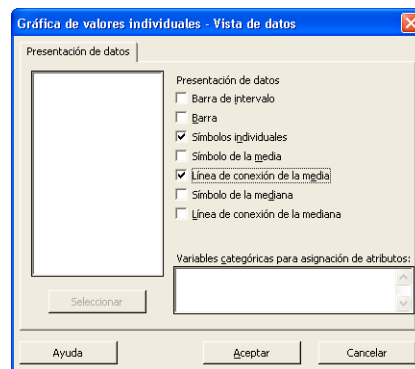 Gráfica de valores individuales - Vista de datos
Presentación de datos
Presentación de datos
Barra de intervalo
Barra
Símbolos individuales
Símbolo de la media
Línea de conexión de la media
Símbolo de la mediana
Línea de conexión de la mediana
Variables categóricas para asignación de atributos:
Seleccionar
Ayuda
Aceptar
Cancelar